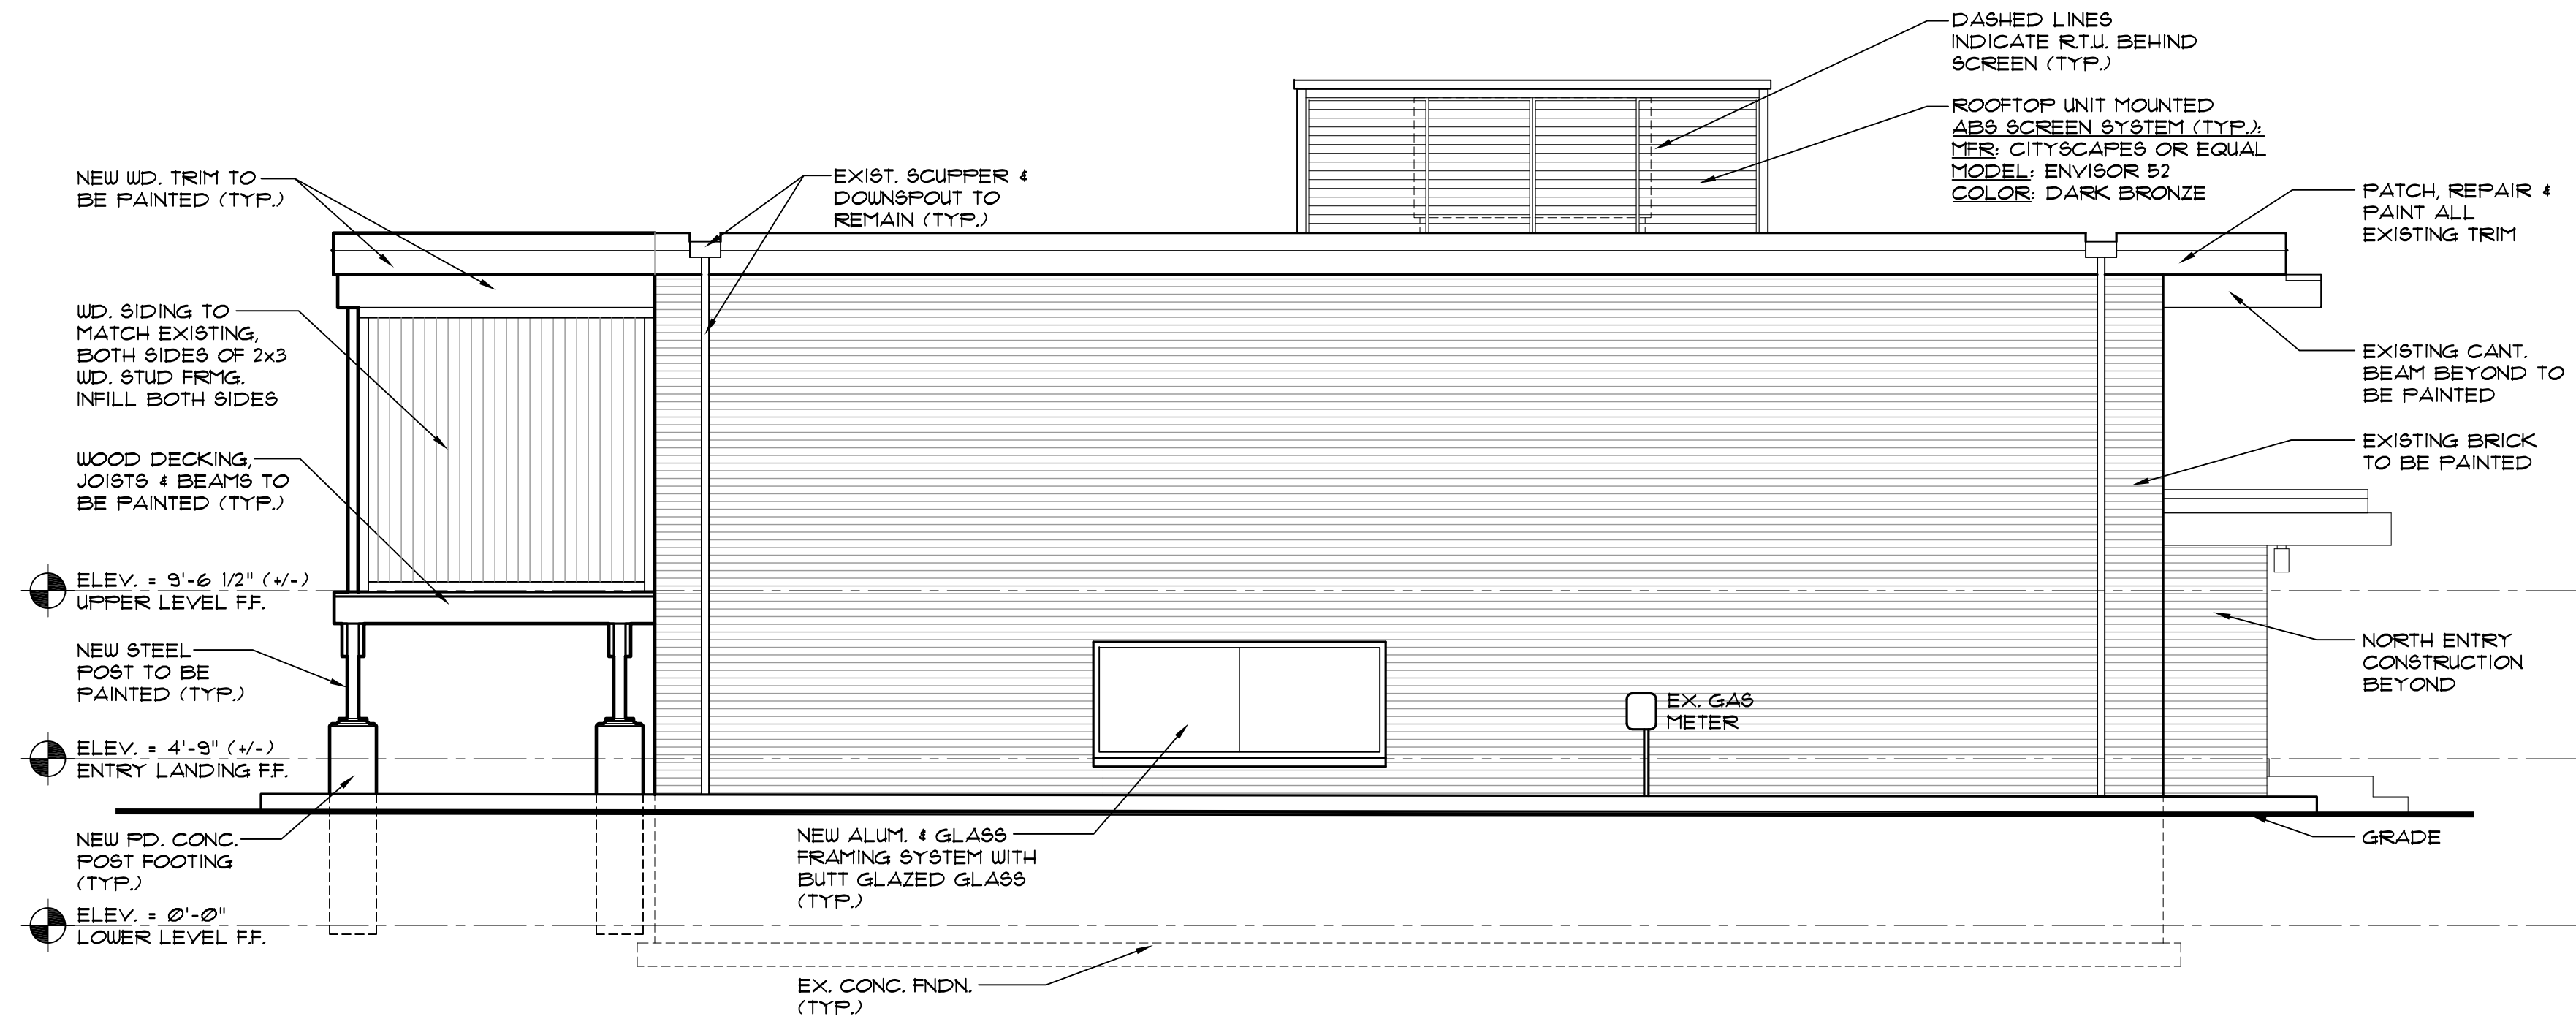 DASHED LINES
INDICATE R.T.U. BEHIND
SCREEN (TYP.)
ROOFTOP UNIT MOUNTED
ABS SCREEN SYSTEM (TYP.):
MFR: CITYSCAPES OR EQUAL
MODEL: ENVISOR 52
COLOR: DARK BRONZE
NEW WD. TRIM TO
BE PAINTED (TYP.)
EXIST. SCUPPER &
DOWNSPOUT TO
REMAIN (TYP.)
PATCH, REPAIR &
PAINT ALL
EXISTING TRIM
WD. SIDING TO
MATCH EXISTING,
BOTH SIDES OF 2x3
WD. STUD FRMG.
INFILL BOTH SIDES
EXISTING CANT.
BEAM BEYOND TO
BE PAINTED
WOOD DECKING,
JOISTS & BEAMS TO
BE PAINTED (TYP.)
EXISTING BRICK
TO BE PAINTED
ELEV. = 9'-6 1/2" (+/-)
UPPER LEVEL F.F.
NEW STEEL
POST TO BE
PAINTED (TYP.)
NORTH ENTRY
CONSTRUCTION
BEYOND
EX. GAS
METER
ELEV. = 4'-9" (+/-)
ENTRY LANDING F.F.
NEW PD. CONC.
POST FOOTING
(TYP.)
NEW ALUM. & GLASS
FRAMING SYSTEM WITH
BUTT GLAZED GLASS
(TYP.)
GRADE
ELEV. = 0'-0"
LOWER LEVEL F.F.
EX. CONC. FNDN.
(TYP.)